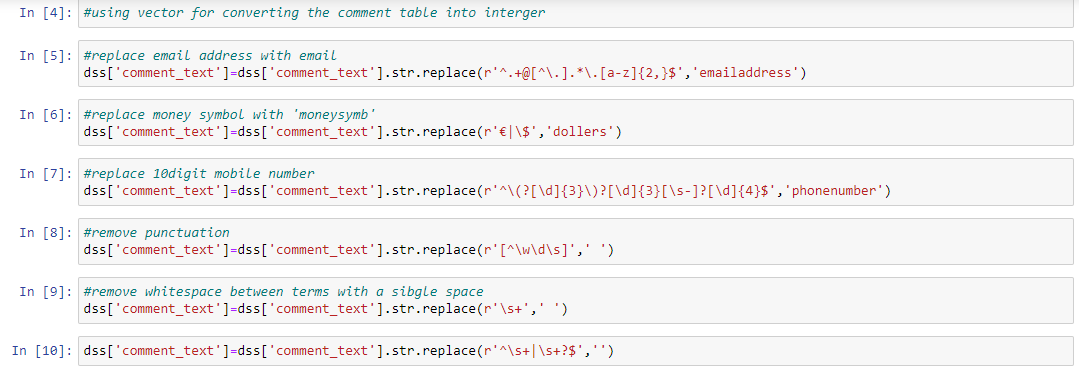 In [4]: #using vector for converting the comment table into interger
In [5]: #replace email address with email
dss['comment_text']=dss['comment_text'].str.replace(r'^.+@[^\.].*\.[a-z]{2,}$','emailaddress')
In [6]: #replace money symbol with 'moneysymb'
dss['comment_text']=dss['comment_text'].str.replace(r'€|\$','dollers')
In [7]: #replace 10digit mobile number
dss['comment_text']=dss['comment_text'].str.replace(r'^\(?[\d]{3}\)?[\d]{3}[\s-]?[\d]{4}$','phonenumber')
In [8]: #remove punctuation
dss['comment_text']=dss['comment_text'].str.replace(r'[^\w\d\s]',' ')
In [9]: #remove whitespace between terms with a sibgle space
dss['comment_text']=dss['comment_text'].str.replace(r'\s+',' ')
In [10]: dss['comment_text']=dss['comment_text'].str.replace(r'^\s+|\s+?$','')